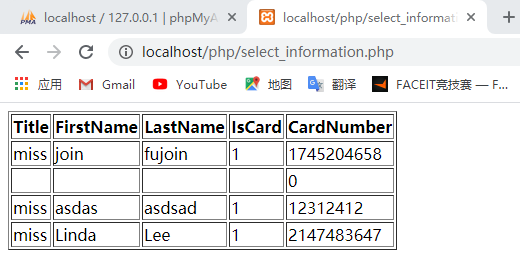 localhost / 127.0.0.1 | phpMyA
localhost/php/select_informati
localhost/php/select_information.php
应用 Gmail YouTube 地图 翻译 FACEIT竞技赛 — F...
Title FirstName LastName IsCard CardNumber
miss join fujoin 1 1745204658
0
miss asdas asdsad 1 12312412
miss Linda Lee 1 2147483647